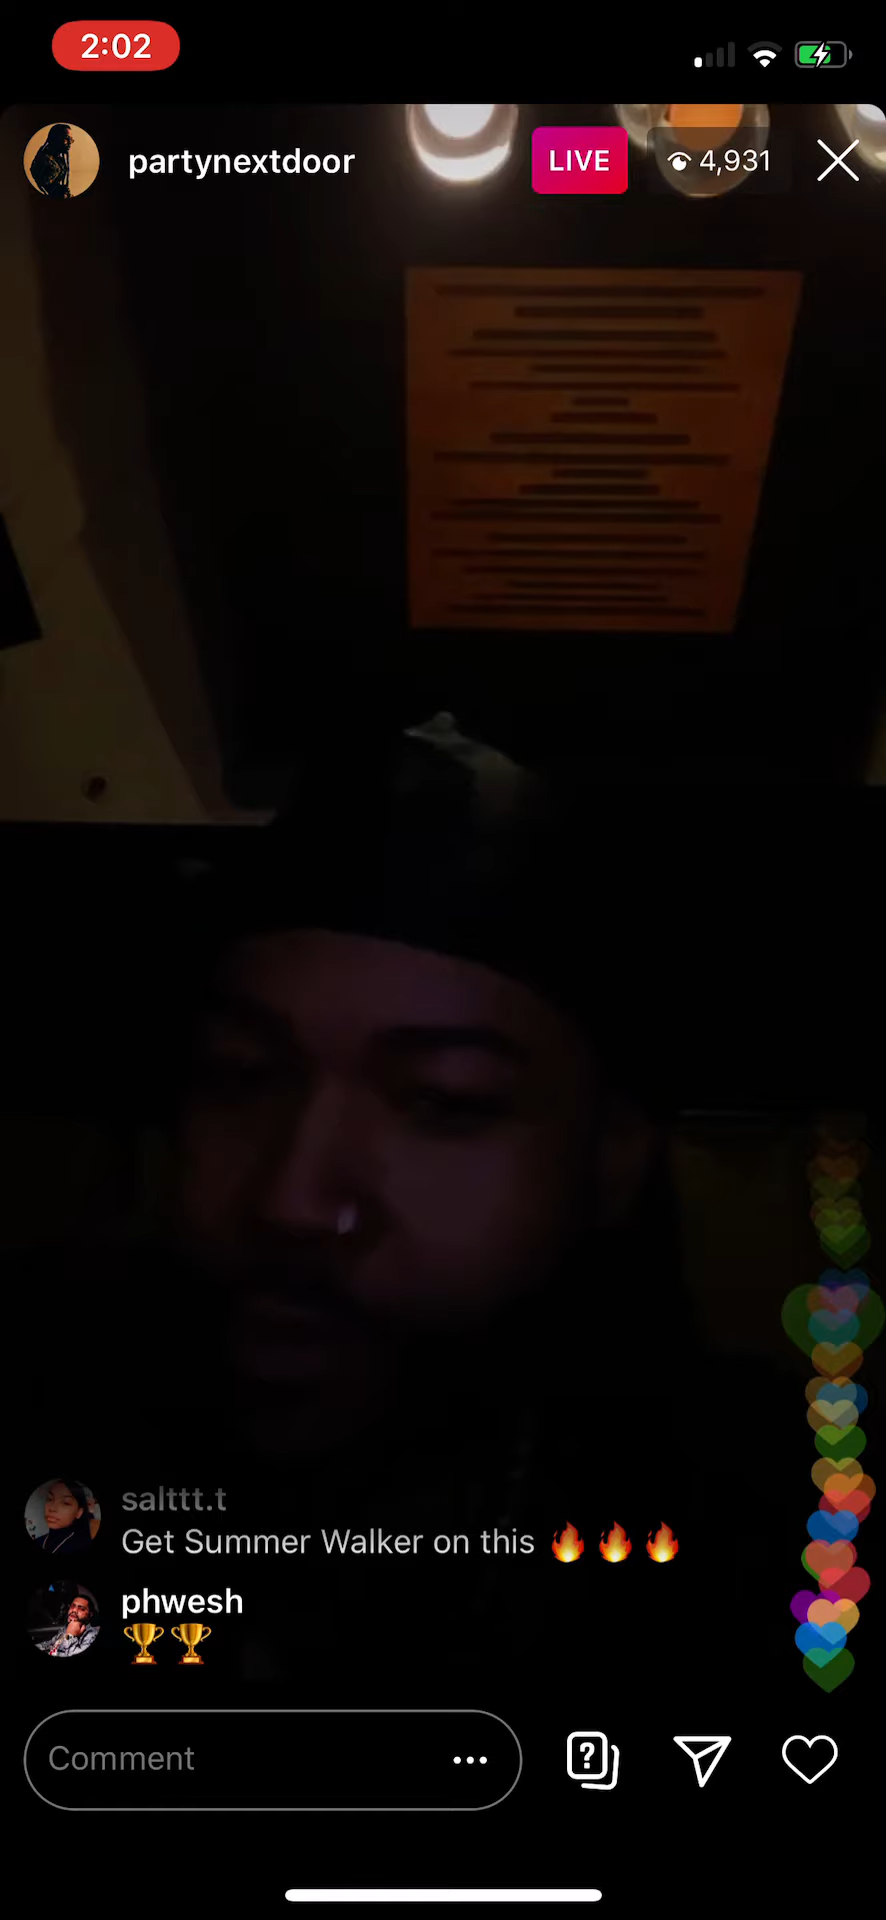 2:02
partynextdoor
LIVE
4,931
salttt.t
Get Summer Walker on this 🔥 🔥 🔥
phwesh
🏆🏆
Comment